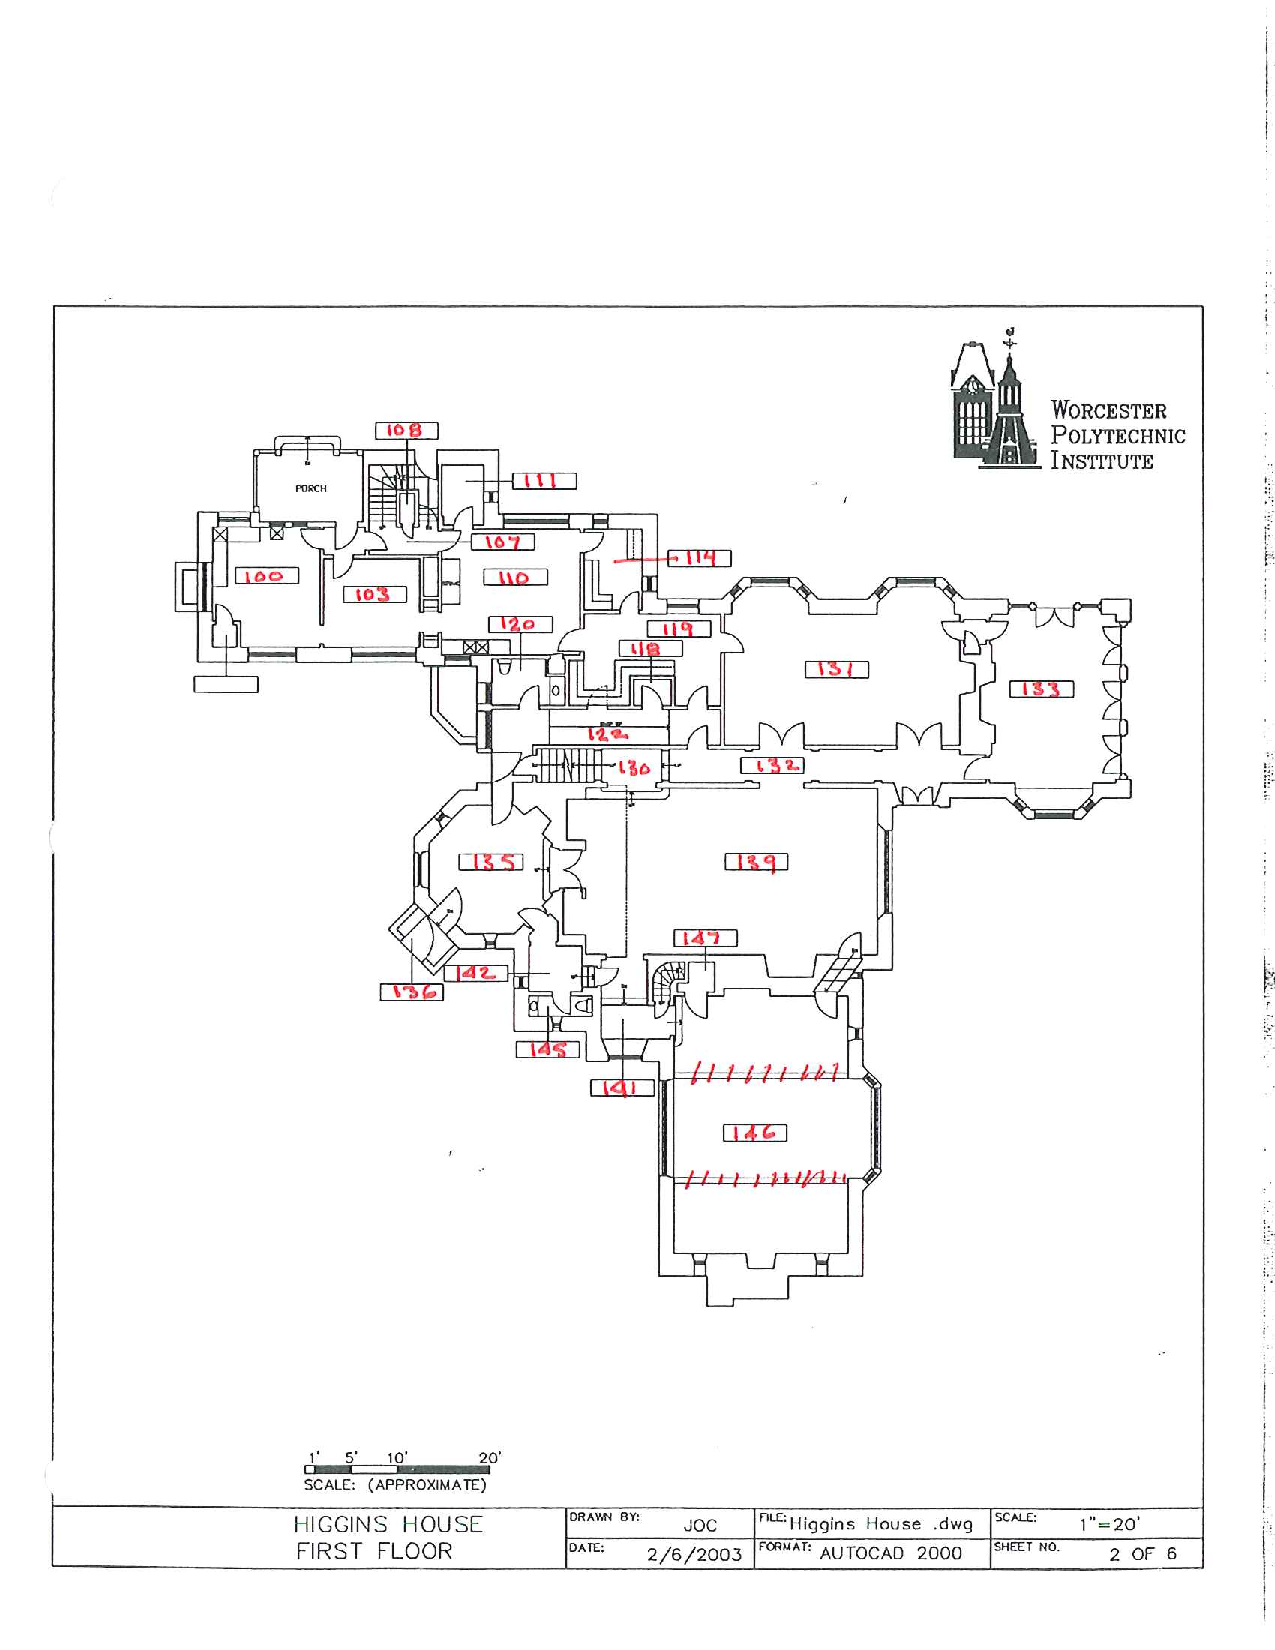 WORCESTER
POLYTECHNIC
INSTITUTE
108
PORCH
111
107
114
100
110
103
120
119
118
131
133
122
130
132
135
139
147
142
136
145
141
146
1' 5' 10' 20'
SCALE: (APPROXIMATE)
HIGGINS HOUSE
FIRST FLOOR
DRAWN BY: JOC
FILE: Higgins House .dwg
SCALE: 1"=20'
DATE: 2/6/2003
FORMAT: AUTOCAD 2000
SHEET NO. 2 OF 6